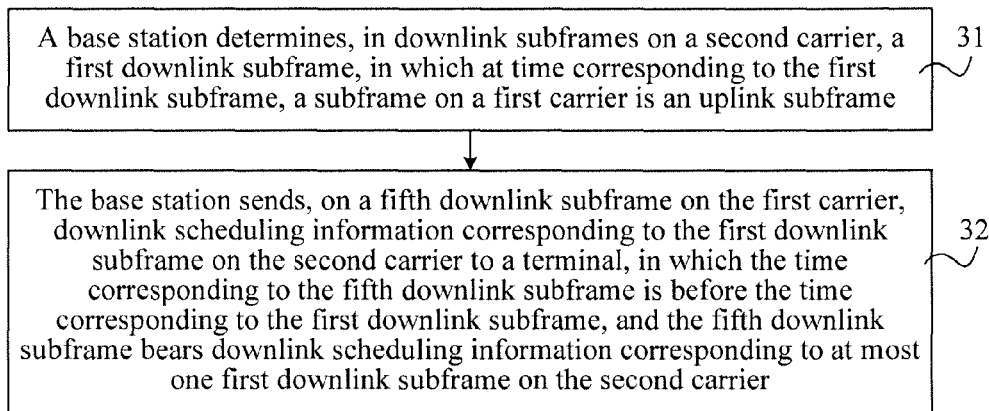 A base station determines, in downlink subframes on a second carrier, a
first downlink subframe, in which at time corresponding to the first
downlink subframe, a subframe on a first carrier is an uplink subframe
31
The base station sends, on a fifth downlink subframe on the first carrier,
downlink scheduling information corresponding to the first downlink
subframe on the second carrier to a terminal, in which the time
corresponding to the fifth downlink subframe is before the time
corresponding to the first downlink subframe, and the fifth downlink
subframe bears downlink scheduling information corresponding to at most
one first downlink subframe on the second carrier
32